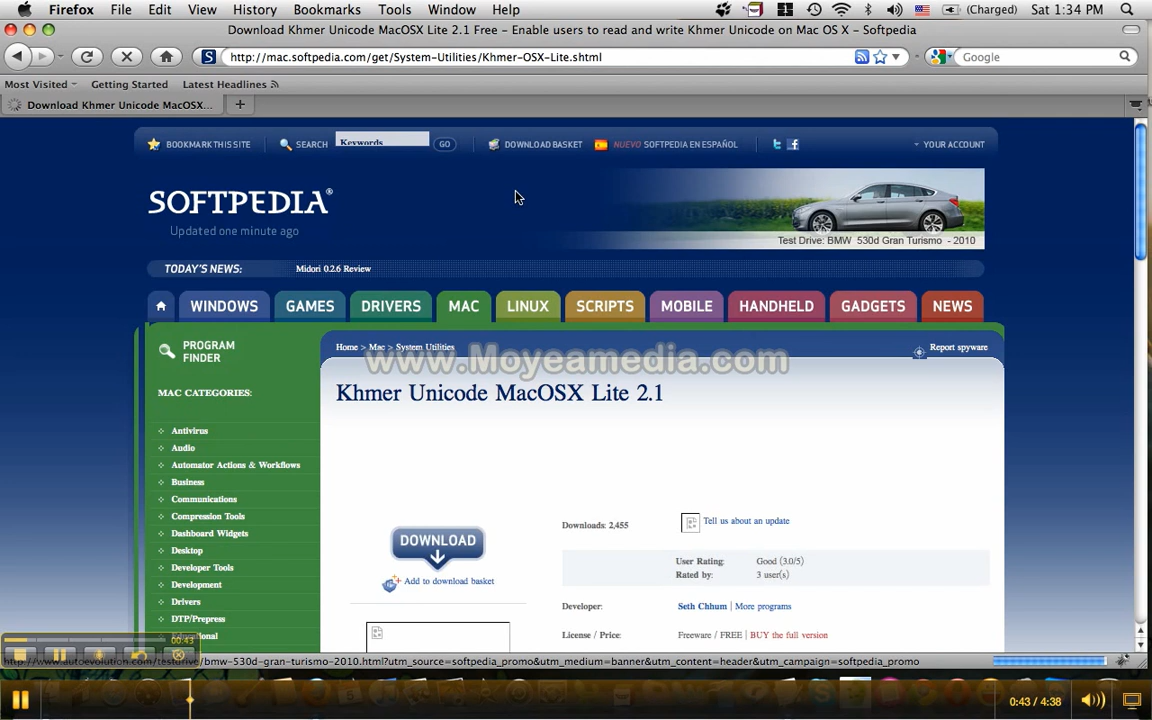 Firefox File Edit View History Bookmarks Tools Window Help (Charged) Sat 1:34 PM
Download Khmer Unicode MacOSX Lite 2.1 Free - Enable users to read and write Khmer Unicode on Mac OS X - Softpedia
http://mac.softpedia.com/get/System-Utilities/Khmer-OSX-Lite.shtml Google
Most Visited Getting Started Latest Headlines
Download Khmer Unicode MacOSX...
BOOKMARK THIS SITE SEARCH Keywords GO DOWNLOAD BASKET NUEVO SOFTPEDIA EN ESPAÑOL YOUR ACCOUNT
SOFTPEDIA®
Updated one minute ago
Test Drive: BMW 530d Gran Turismo - 2010
TODAY'S NEWS: Midori 0.2.6 Review
WINDOWS GAMES DRIVERS MAC LINUX SCRIPTS MOBILE HANDHELD GADGETS NEWS
PROGRAM
FINDER
Home > Mac > System Utilities Report spyware
www.Moyeamedia.com
Khmer Unicode MacOSX Lite 2.1
MAC CATEGORIES:
Antivirus
Audio
Automator Actions & Workflows
Business
Communications
Compression Tools
Dashboard Widgets
Desktop
Developer Tools
Development
Drivers
DTP/Prepress
Educational
DOWNLOAD
Add to download basket
Downloads: 2,455 Tell us about an update
User Rating: Good (3.0/5)
Rated by: 3 user(s)
Developer: Seth Chhum | More programs
License / Price: Freeware / FREE | BUY the full version
00:43
http://www.autoevolution.com/testdrive/bmw-530d-gran-turismo-2010.html?utm_source=softpedia_promo&utm_medium=banner&utm_content=header&utm_campaign=softpedia_promo
0:43 / 4:38